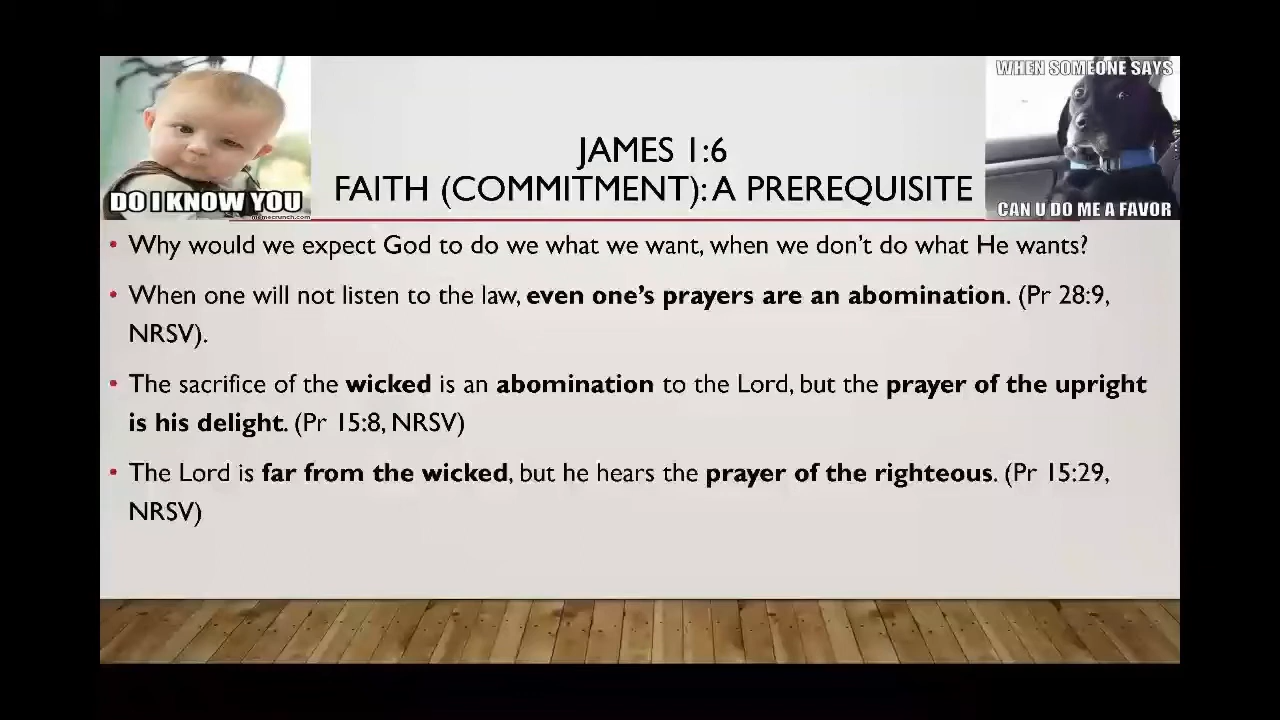 DO I KNOW YOU
memecrunch.com
WHEN SOMEONE SAYS
CAN U DO ME A FAVOR
JAMES 1:6
FAITH (COMMITMENT): A PREREQUISITE
• Why would we expect God to do we what we want, when we don't do what He wants?
• When one will not listen to the law, even one's prayers are an abomination. (Pr 28:9,
NRSV).
• The sacrifice of the wicked is an abomination to the Lord, but the prayer of the upright
is his delight. (Pr 15:8, NRSV)
• The Lord is far from the wicked, but he hears the prayer of the righteous. (Pr 15:29,
NRSV)